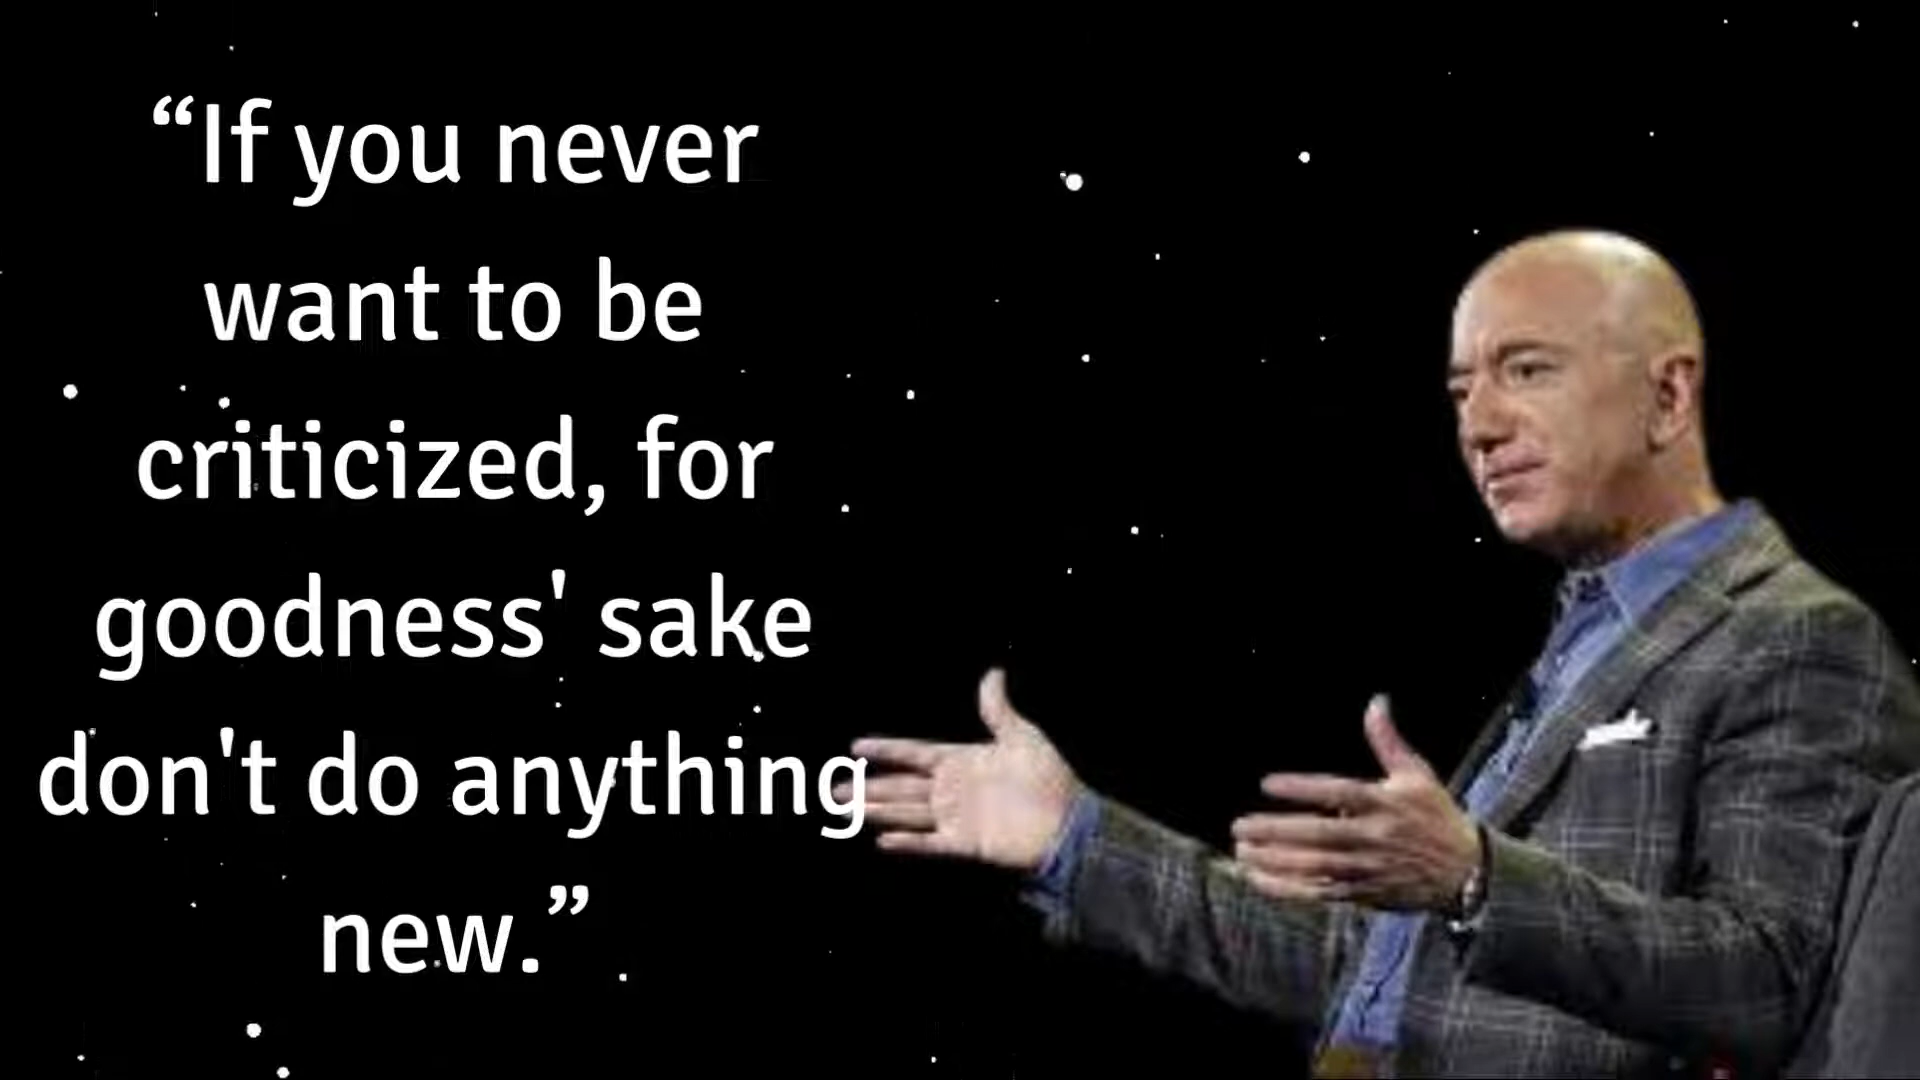 “If you never
want to be
criticized, for
goodness' sake
don't do anything
new.”